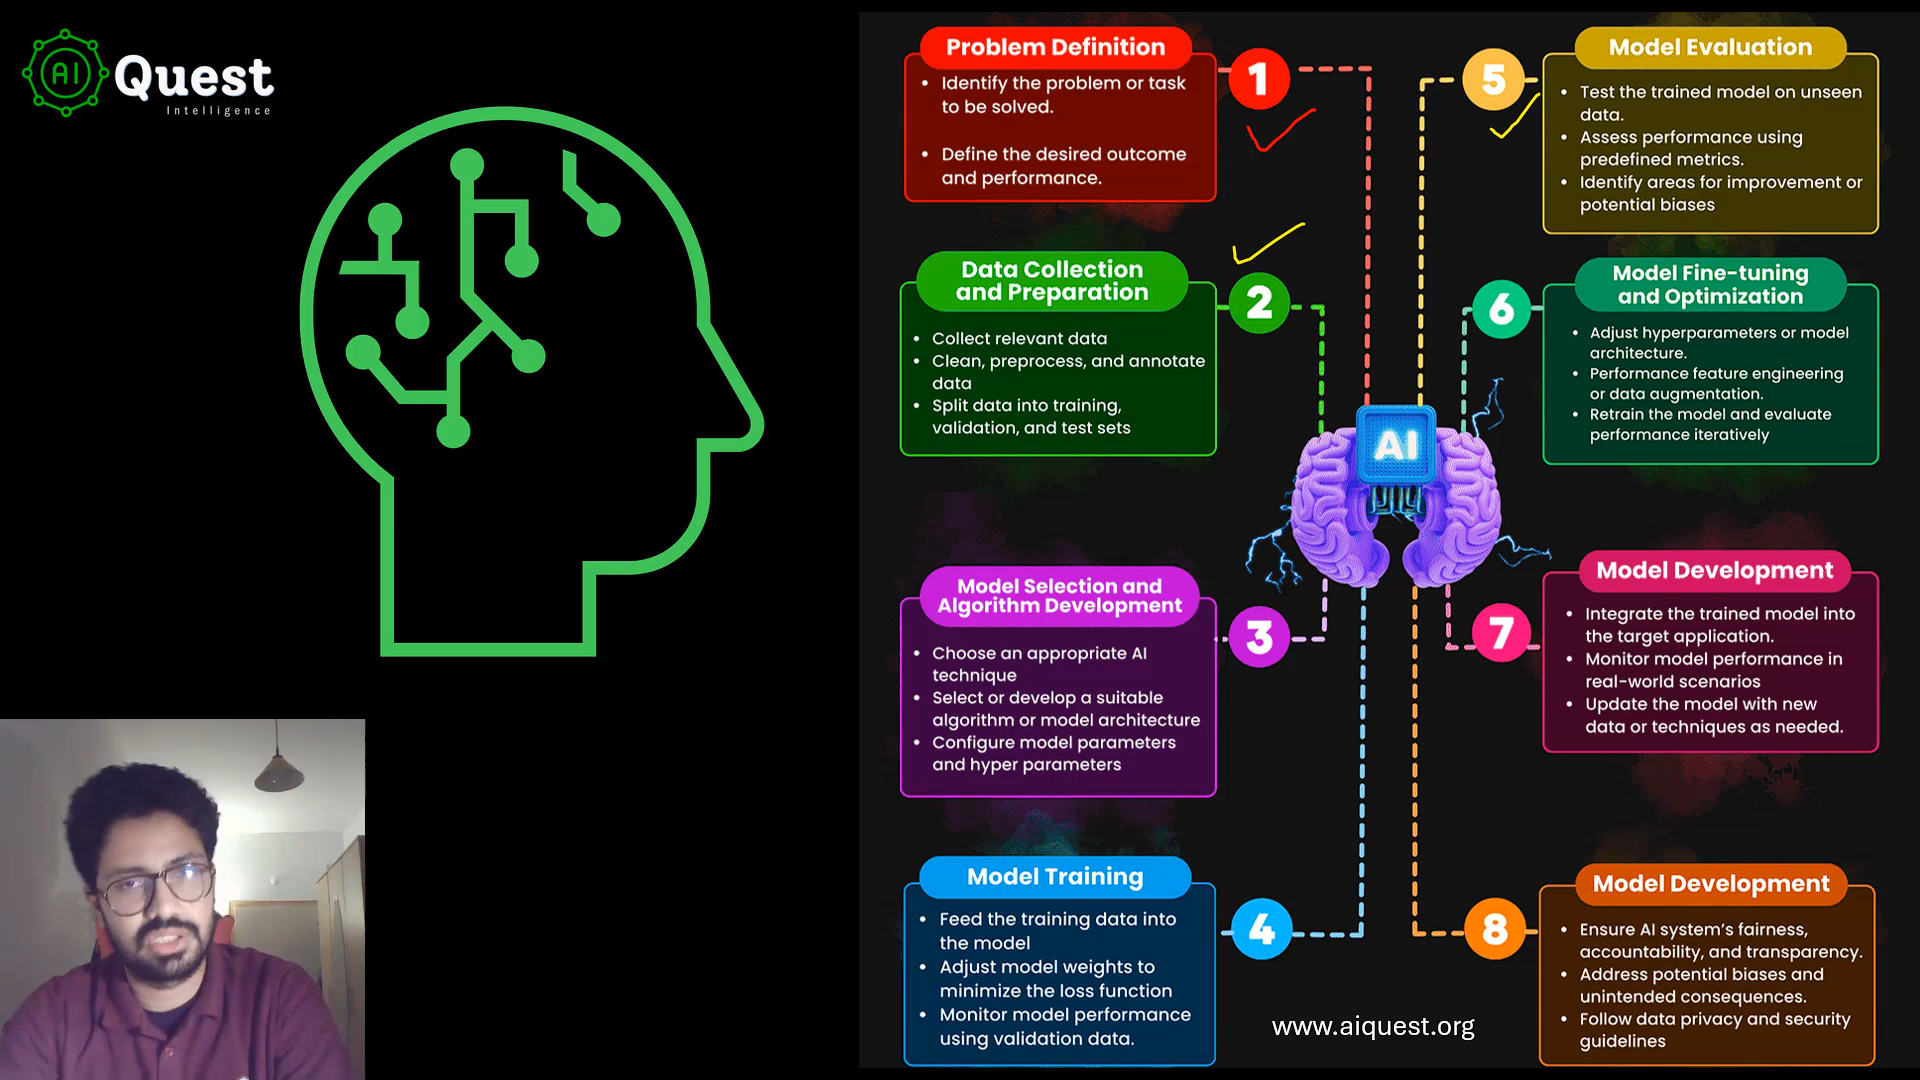 AI Quest
Intelligence
Problem Definition
1
• Identify the problem or task
to be solved.
• Define the desired outcome
and performance.
Data Collection
and Preparation
2
• Collect relevant data
• Clean, preprocess, and annotate
data
• Split data into training,
validation, and test sets
Model Selection and
Algorithm Development
3
• Choose an appropriate AI
technique
• Select or develop a suitable
algorithm or model architecture
• Configure model parameters
and hyper parameters
Model Training
4
• Feed the training data into
the model
• Adjust model weights to
minimize the loss function
• Monitor model performance
using validation data.
AI
5
Model Evaluation
• Test the trained model on unseen
data.
• Assess performance using
predefined metrics.
• Identify areas for improvement or
potential biases
6
Model Fine-tuning
and Optimization
• Adjust hyperparameters or model
architecture.
• Performance feature engineering
or data augmentation.
• Retrain the model and evaluate
performance iteratively
7
Model Development
• Integrate the trained model into
the target application.
• Monitor model performance in
real-world scenarios
• Update the model with new
data or techniques as needed.
8
Model Development
• Ensure AI system's fairness,
accountability, and transparency.
• Address potential biases and
unintended consequences.
• Follow data privacy and security
guidelines
www.aiquest.org